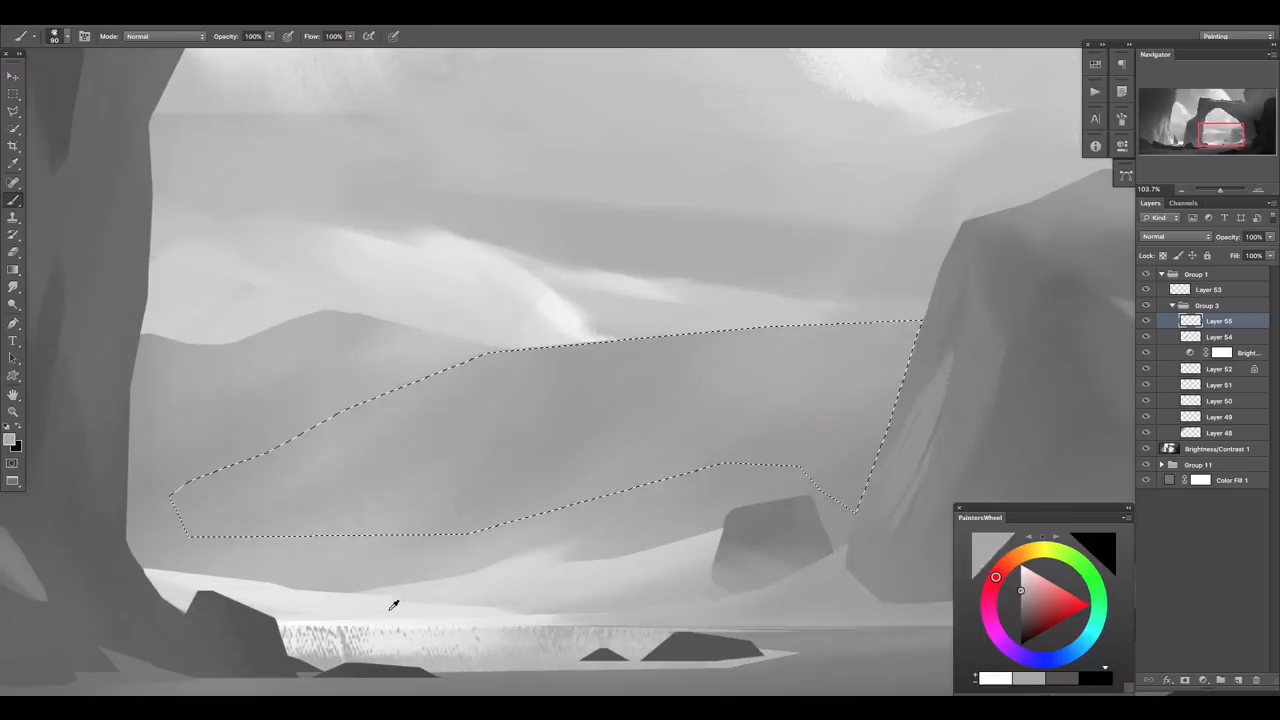 90
Mode:
Normal
Opacity:
100%
Flow:
100%
Painting
Navigator
103.7%
Layers
Channels
Kind
Normal
Opacity:
100%
Lock:
Fill:
100%
Group 1
Layer 53
Group 3
Layer 55
Layer 54
Bright...
Layer 52
Layer 51
Layer 50
Layer 49
Layer 48
Brightness/Contrast 1
Group 11
Color Fill 1
PaintersWheel